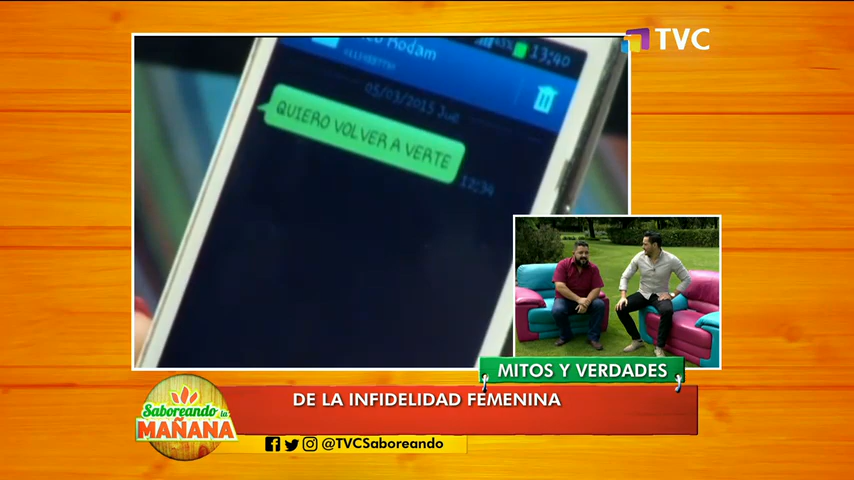 TVC
13:40
05/03/2015 Jue
QUIERO VOLVER A VERTE
12:34
MITOS Y VERDADES
DE LA INFIDELIDAD FEMENINA
Saboreando la
MAÑANA
@TVCSaboreando